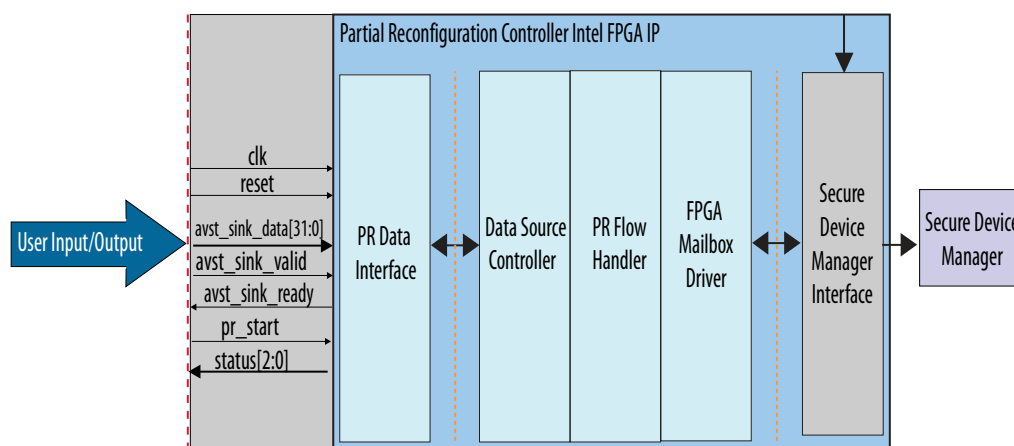 Partial Reconfiguration Controller Intel FPGA IP
clk
reset
avst_sink_data[31:0]
avst_sink_valid
avst_sink_ready
pr_start
status[2:0]
User Input/Output
PR Data
Interface
Data Source
Controller
PR Flow
Handler
FPGA
Mailbox
Driver
Secure
Device
Manager
Interface
Secure Device
Manager